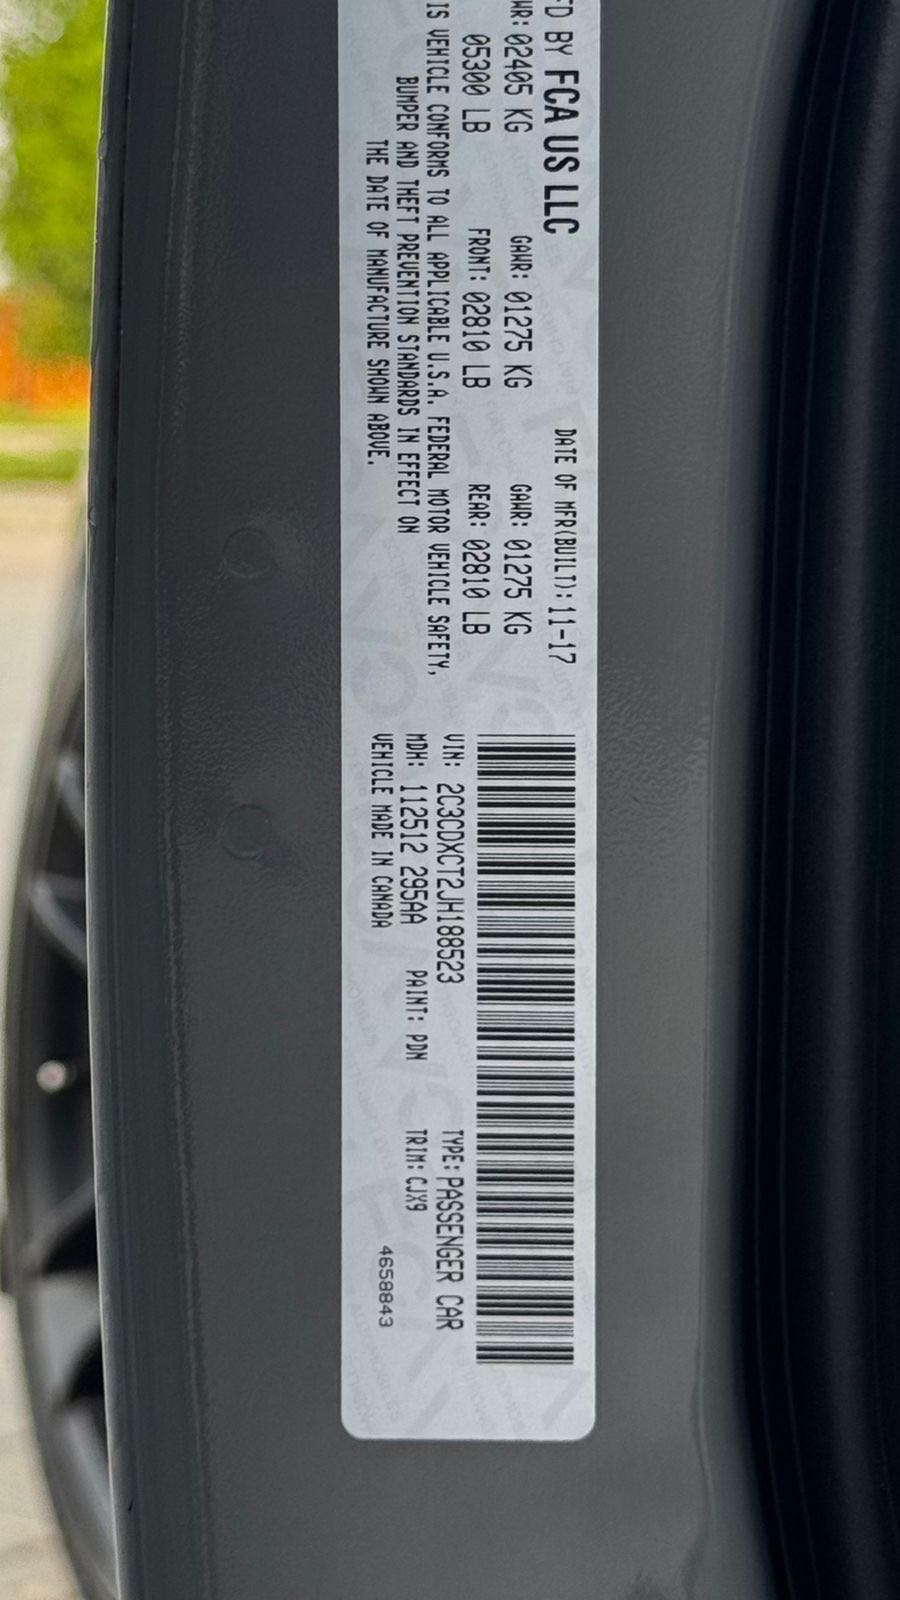 FD BY FCA US LLC
DATE OF MFR(BUILT): 11-17
WR: 02405 KG GAWR: 01275 KG GAWR: 01275 KG
05300 LB FRONT: 02810 LB REAR: 02810 LB
IS VEHICLE CONFORMS TO ALL APPLICABLE U.S.A. FEDERAL MOTOR VEHICLE SAFETY,
BUMPER AND THEFT PREVENTION STANDARDS IN EFFECT ON
THE DATE OF MANUFACTURE SHOWN ABOVE.
VIN: 2C3CDXCT2JH188523 TYPE: PASSENGER CAR
MDH: 112512 295AA PAINT: PDN TRIM: CJX9
VEHICLE MADE IN CANADA 4658843